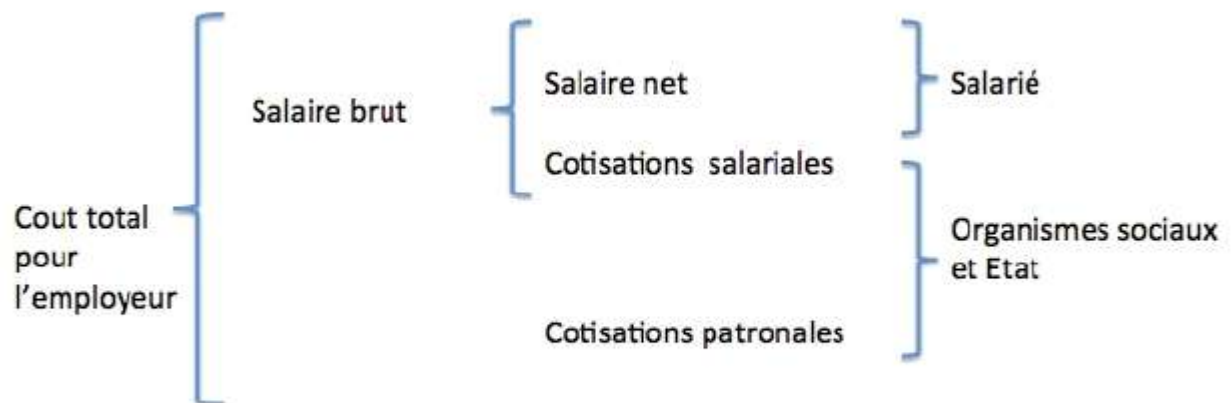 Cout total
pour
l'employeur
Salaire brut
Salaire net
Cotisations salariales
Cotisations patronales
Salarié
Organismes sociaux
et Etat